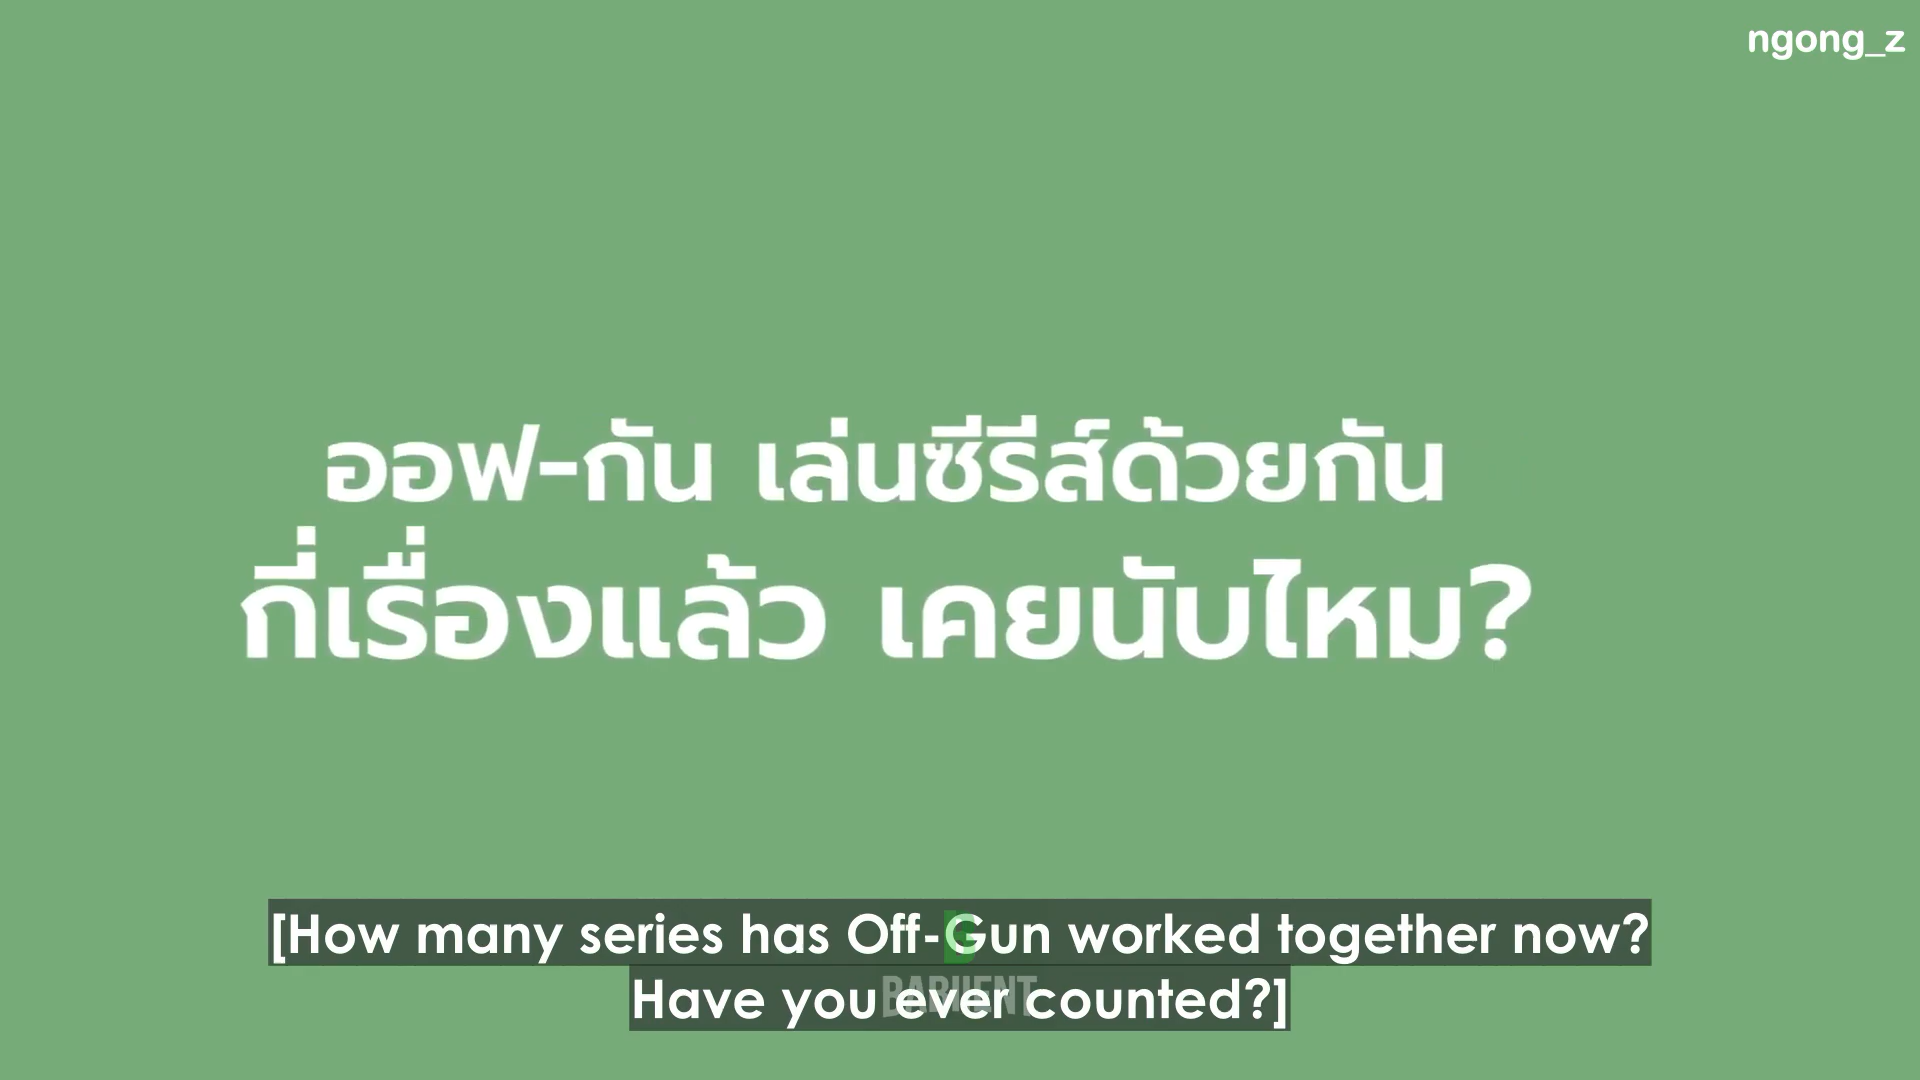 ngong_z
ออฟ-กัน เล่นซีรีส์ด้วยกัน
กี่เรื่องแล้ว เคยนับไหม?
[How many series has Off-Gun worked together now?
Have you ever counted?]